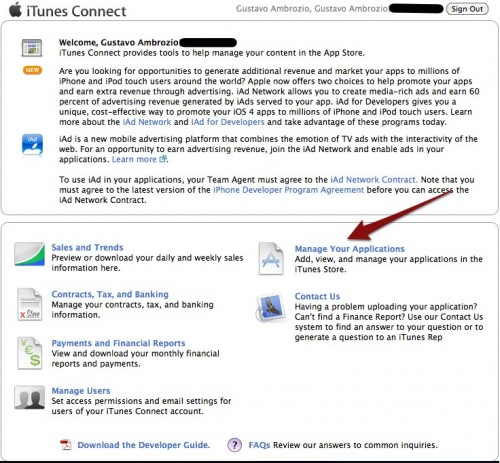 iTunes Connect
Gustavo Ambrozio, Gustavo Ambrozio
Sign Out
Welcome, Gustavo Ambrozio
iTunes Connect provides tools to help manage your content in the App Store.
NEW
Are you looking for opportunities to generate additional revenue and market your apps to millions of
iPhone and iPod touch users around the world? Apple now offers two choices to help promote your apps
and earn extra revenue through advertising. iAd Network allows you to create media-rich ads and earn 60
percent of advertising revenue generated by iAds served to your app. iAd for Developers gives you a
unique, cost-effective way to promote your iOS 4 apps to millions of iPhone and iPod touch users. Learn
more about the iAd Network and iAd for Developers and take advantage of these programs today.
iAd
iAd is a new mobile advertising platform that combines the emotion of TV ads with the interactivity of the
web. For an opportunity to earn advertising revenue, join the iAd Network and enable ads in your
applications. Learn more
To use iAd in your applications, your Team Agent must agree to the iAd Network Contract. Note that you
must agree to the latest version of the iPhone Developer Program Agreement before you can access the
iAd Network Contract.
Sales and Trends
Preview or download your daily and weekly sales
information here.
Contracts, Tax, and Banking
Manage your contracts, tax, and banking
information.
Payments and Financial Reports
View and download your monthly financial
reports and payments.
Manage Users
Set access permissions and email settings for
users of your iTunes Connect account.
Manage Your Applications
Add, view, and manage your applications in the
iTunes Store.
Contact Us
Having a problem uploading your application?
Can't find a Finance Report? Use our Contact Us
system to find an answer to your question or to
generate a question to an iTunes Rep
Download the Developer Guide.
? FAQs Review our answers to common inquiries.